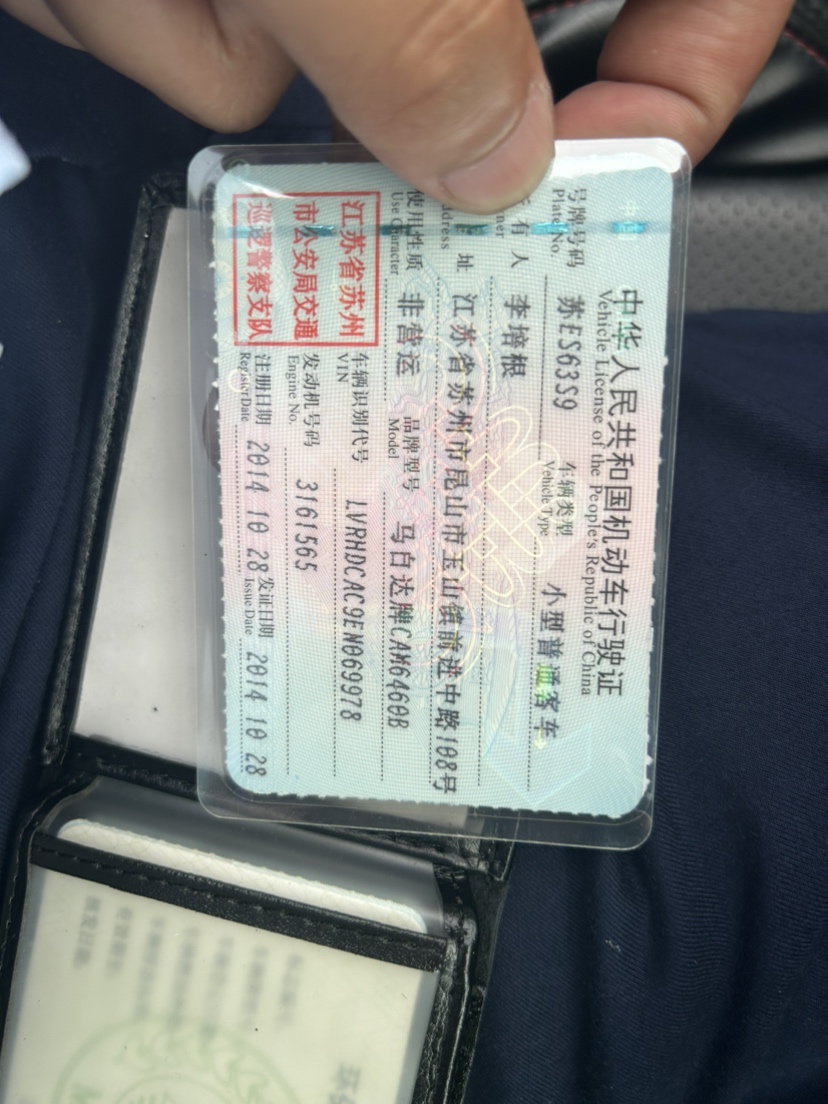 中华人民共和国机动车行驶证
Vehicle License of the People's Republic of China
号牌号码 苏ES63S9 车辆类型 小型普通客车
Plate No. Vehicle Type
有人 李培根
ner
址 江苏省苏州市昆山市玉山镇前进中路108号
dress
使用性质 非营运 品牌型号 马自达牌CAM6460B
Use Character Model
江苏省苏州
市公安局交通
巡逻警察支队
车辆识别代号 LVRHDCAC9EN069978
VIN
发动机号码 3161565
Engine No.
注册日期 2014 10 28 发证日期 2014 10 28
Register Date Issue Date